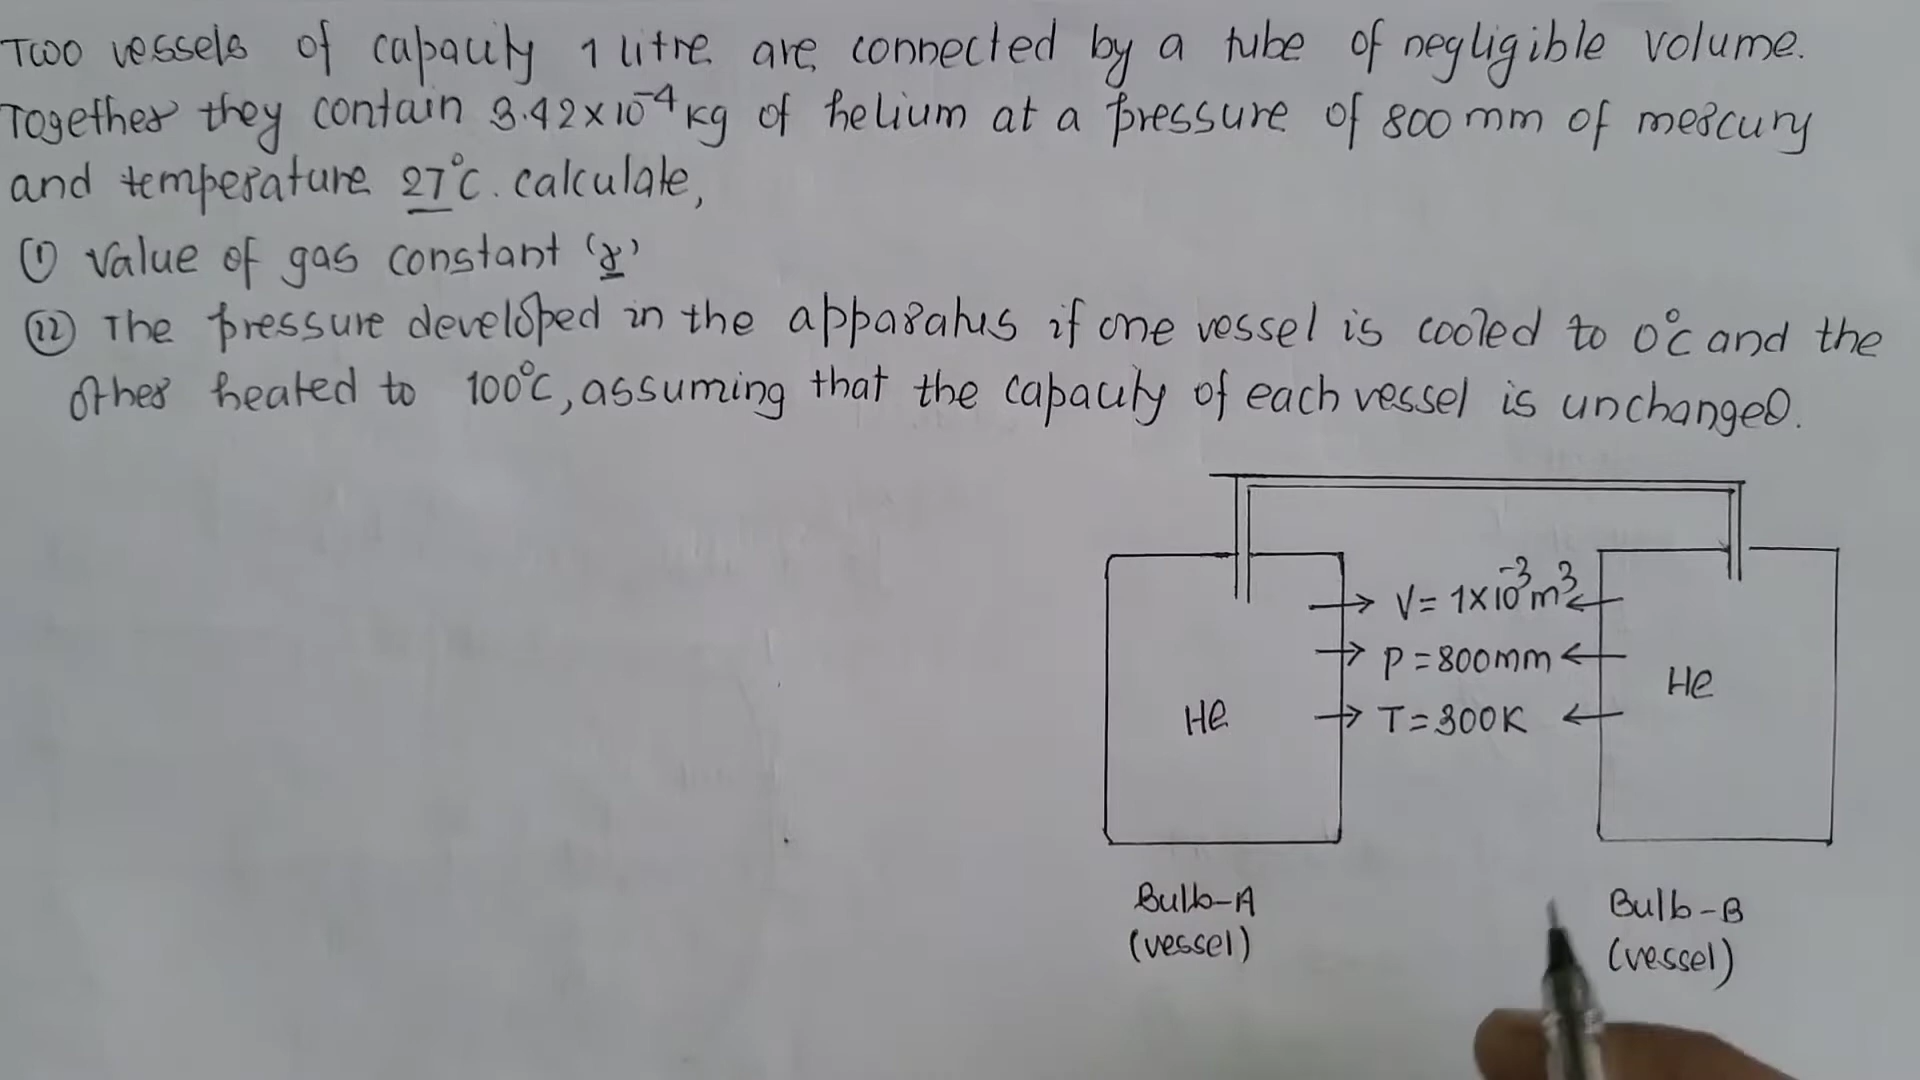 Two vessels of capacity 1 litre are connected by a tube of negligible volume.
Together they contain 3.42×10⁻⁴ kg of helium at a pressure of 800 mm of mercury
and temperature 27°C. calculate,
① value of gas constant ‘r’
② The pressure developed in the apparatus if one vessel is cooled to 0°C and the
other heated to 100°C, assuming that the capacity of each vessel is unchanged.
→ V = 1×10⁻³ m³ ←
→ P = 800mm ←
He
He
→ T = 300K ←
Bulb-A
Bulb-B
(vessel)
(vessel)